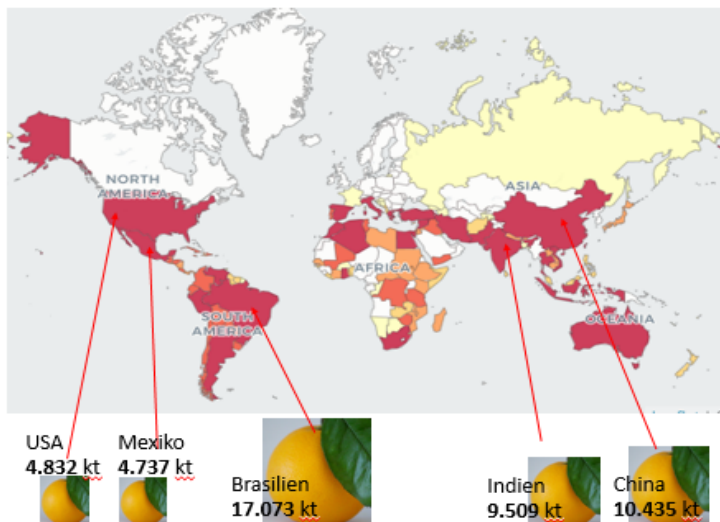 NORTH
AMERICA
ASIA
AFRICA
SOUTH
AMERICA
OCEANIA
USA
4.832 kt
Mexiko
4.737 kt
Brasilien
17.073 kt
Indien
9.509 kt
China
10.435 kt